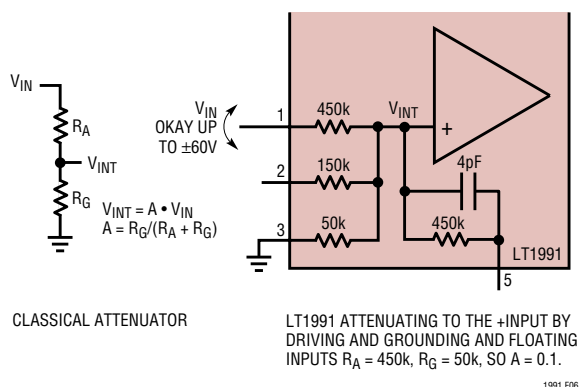 V_IN
R_A
V_INT
R_G
V_INT = A • V_IN
A = R_G/(R_A + R_G)
CLASSICAL ATTENUATOR
V_IN
OKAY UP
TO ±60V
1
450k
V_INT
+
2
150k
4pF
3
50k
450k
LT1991
5
LT1991 ATTENUATING TO THE +INPUT BY
DRIVING AND GROUNDING AND FLOATING
INPUTS R_A = 450k, R_G = 50k, SO A = 0.1.
1991 F06